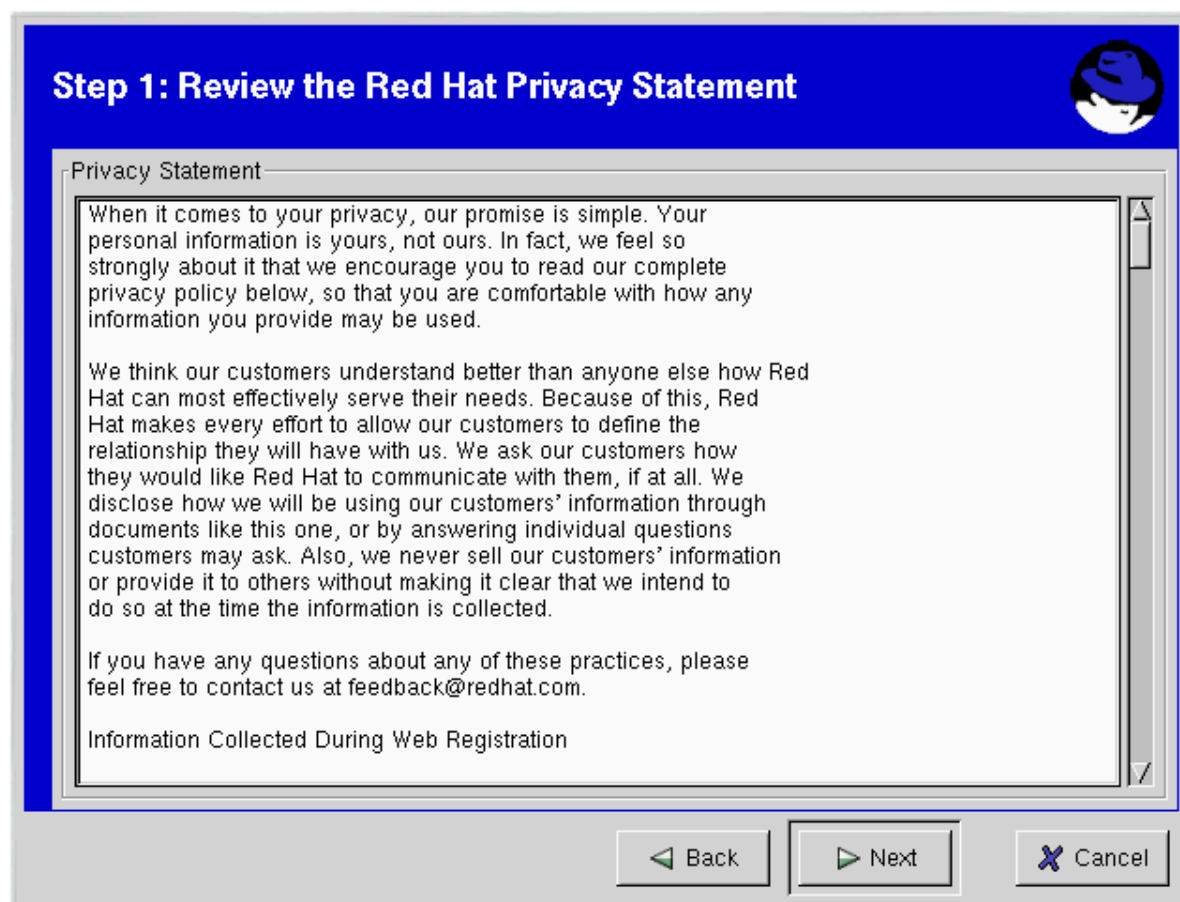 Step 1: Review the Red Hat Privacy Statement
Privacy Statement
When it comes to your privacy, our promise is simple. Your
personal information is yours, not ours. In fact, we feel so
strongly about it that we encourage you to read our complete
privacy policy below, so that you are comfortable with how any
information you provide may be used.
We think our customers understand better than anyone else how Red
Hat can most effectively serve their needs. Because of this, Red
Hat makes every effort to allow our customers to define the
relationship they will have with us. We ask our customers how
they would like Red Hat to communicate with them, if at all. We
disclose how we will be using our customers' information through
documents like this one, or by answering individual questions
customers may ask. Also, we never sell our customers' information
or provide it to others without making it clear that we intend to
do so at the time the information is collected.
If you have any questions about any of these practices, please
feel free to contact us at feedback@redhat.com.
Information Collected During Web Registration
Back Next Cancel